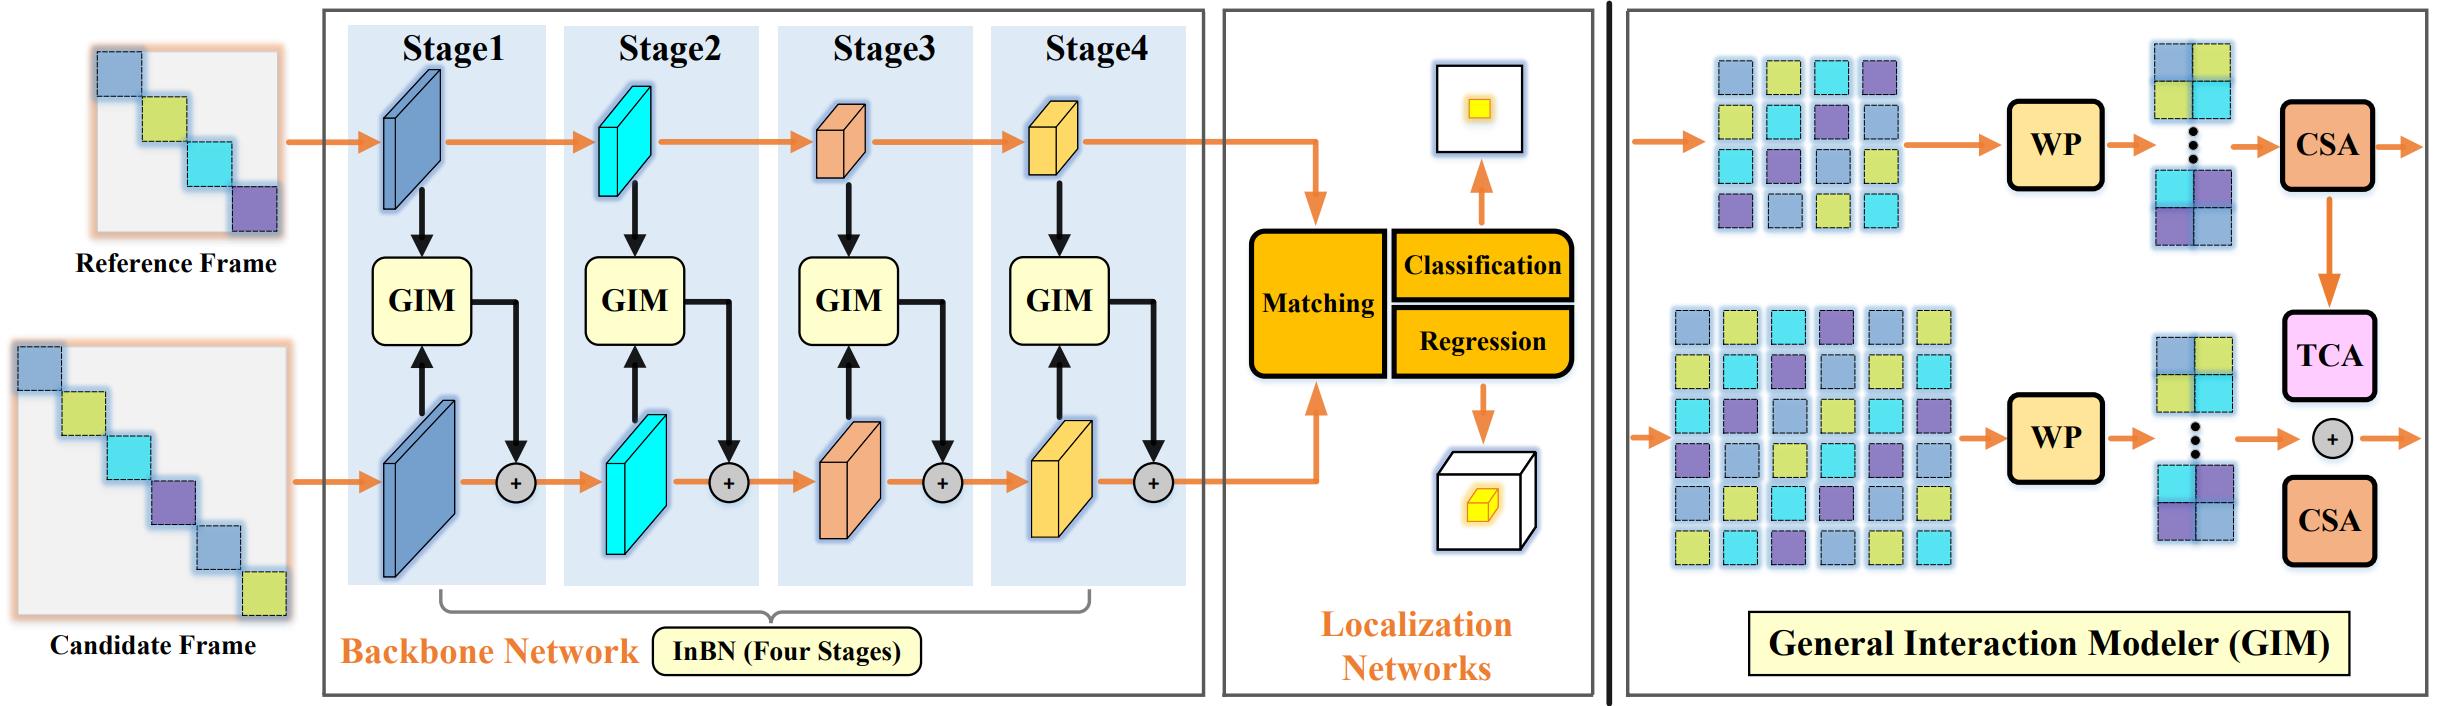 Stage1
Stage2
Stage3
Stage4
Reference Frame
GIM
GIM
GIM
GIM
+
+
+
+
Candidate Frame
Backbone Network
InBN (Four Stages)
Matching
Classification
Regression
Localization
Networks
WP
CSA
TCA
WP
+
CSA
General Interaction Modeler (GIM)